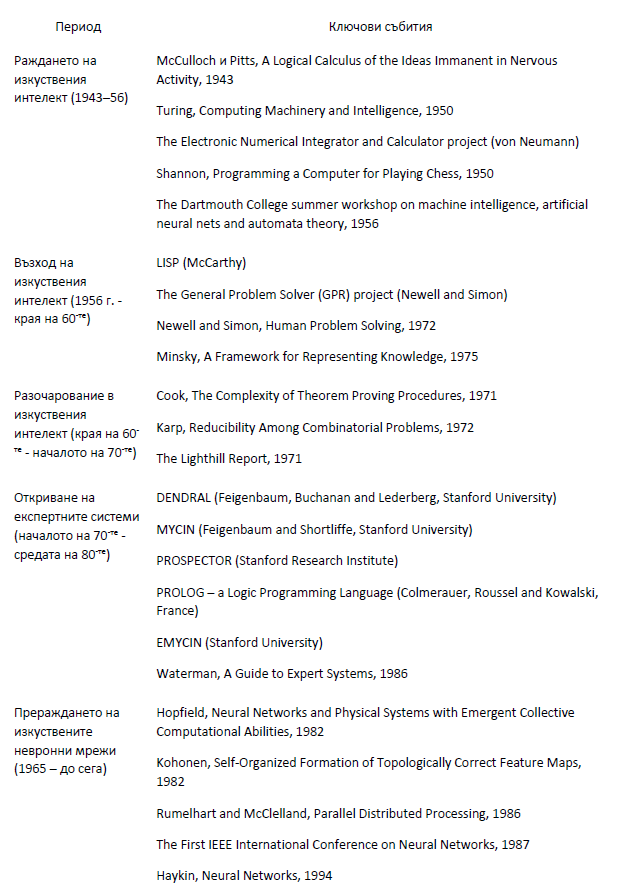 Период
Ключови събития
Раждането на
изкуствения
интелект (1943–56)
McCulloch и Pitts, A Logical Calculus of the Ideas Immanent in Nervous
Activity, 1943
Turing, Computing Machinery and Intelligence, 1950
The Electronic Numerical Integrator and Calculator project (von Neumann)
Shannon, Programming a Computer for Playing Chess, 1950
The Dartmouth College summer workshop on machine intelligence, artificial
neural nets and automata theory, 1956
Възход на
изкуствения
интелект (1956 г. -
края на 60-те)
LISP (McCarthy)
The General Problem Solver (GPR) project (Newell and Simon)
Newell and Simon, Human Problem Solving, 1972
Minsky, A Framework for Representing Knowledge, 1975
Разочарование в
изкуствения
интелект (края на 60-
те - началото на 70-те)
Cook, The Complexity of Theorem Proving Procedures, 1971
Karp, Reducibility Among Combinatorial Problems, 1972
The Lighthill Report, 1971
Откриване на
експертните системи
(началото на 70-те -
средата на 80-те)
DENDRAL (Feigenbaum, Buchanan and Lederberg, Stanford University)
MYCIN (Feigenbaum and Shortliffe, Stanford University)
PROSPECTOR (Stanford Research Institute)
PROLOG – a Logic Programming Language (Colmerauer, Roussel and Kowalski,
France)
EMYCIN (Stanford University)
Waterman, A Guide to Expert Systems, 1986
Прераждането на
изкуствените
невронни мрежи
(1965 – до сега)
Hopfield, Neural Networks and Physical Systems with Emergent Collective
Computational Abilities, 1982
Kohonen, Self-Organized Formation of Topologically Correct Feature Maps,
1982
Rumelhart and McClelland, Parallel Distributed Processing, 1986
The First IEEE International Conference on Neural Networks, 1987
Haykin, Neural Networks, 1994